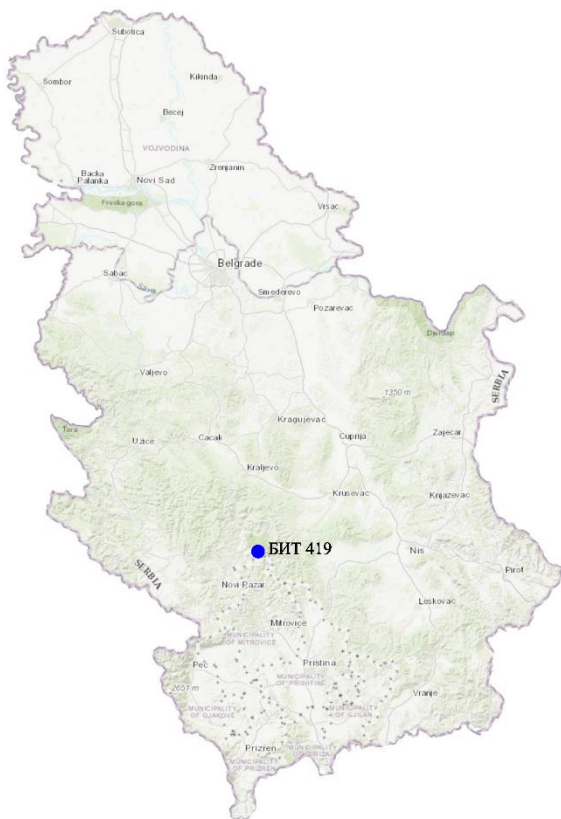 Subotica
Kikinda
Sombor
Becej
VOJVODINA
Zrenjanin
Backa
Palanka
Novi Sad
Fruska gora
Vrsac
Belgrade
Sabac
Sava
Smederevo
Pozarevac
Djerdap
Valjevo
1350 m
SERBIA
Kragujevac
Tara
Uzice
Cacak
Cuprija
Zajecar
Kraljevo
Krusevac
Knjazevac
БИТ 419
Nis
Pirot
SERBIA
Novi Pazar
Leskovac
Mitrovice
MUNICIPALITY
OF MITROVICE
Peć
Pristina
2651 m
MUNICIPALITY
OF PRISHTINE
Vranje
MUNICIPALITY
OF GJAKOVE
MUNICIPALITY
OF GJILAN
Prizren
MUNICIPALITY
OF PRIZREN